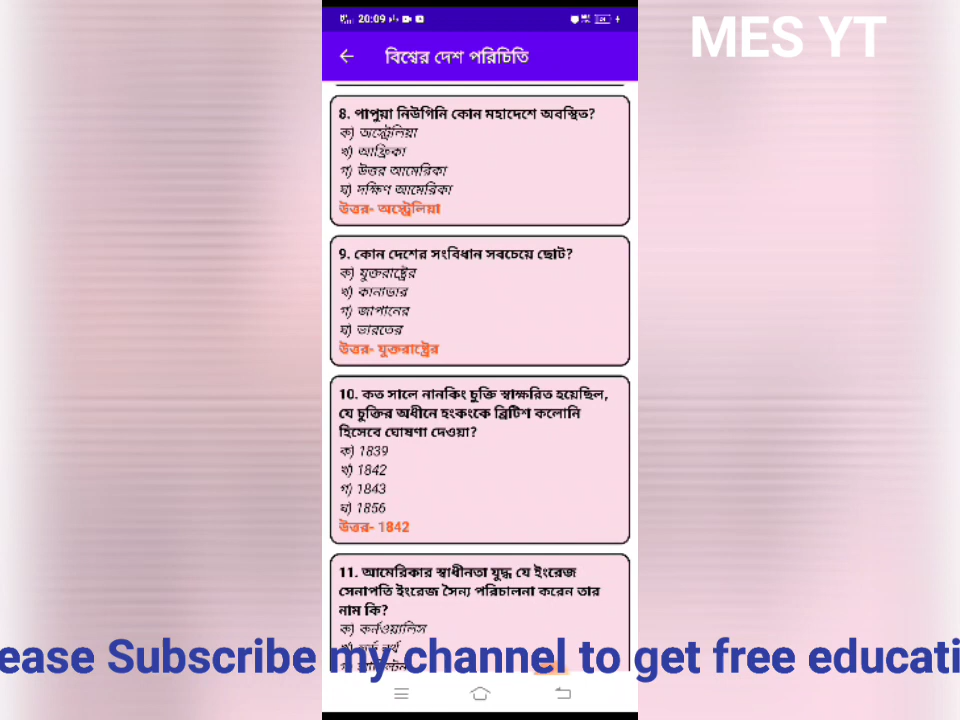 20:09
MES YT
বিশ্বের দেশ পরিচিতি
8. পাপুয়া নিউগিনি কোন মহাদেশে অবস্থিত?
ক) অস্ট্রেলিয়া
খ) আফ্রিকা
গ) উত্তর আমেরিকা
ঘ) দক্ষিণ আমেরিকা
উত্তর- অস্ট্রেলিয়া
9. কোন দেশের সংবিধান সবচেয়ে ছোট?
ক) যুক্তরাষ্ট্রের
খ) কানাডার
গ) জাপানের
ঘ) ভারতের
উত্তর- যুক্তরাষ্ট্রের
10. কত সালে নানকিং চুক্তি স্বাক্ষরিত হয়েছিল,
যে চুক্তির অধীনে হংকংকে ব্রিটিশ কলোনি
হিসেবে ঘোষণা দেওয়া?
ক) 1839
খ) 1842
গ) 1843
ঘ) 1856
উত্তর- 1842
11. আমেরিকার স্বাধীনতা যুদ্ধ যে ইংরেজ
সেনাপতি ইংরেজ সৈন্য পরিচালনা করেন তার
নাম কি?
ক) কর্নওয়ালিস
ease Subscribe my channel to get free educati